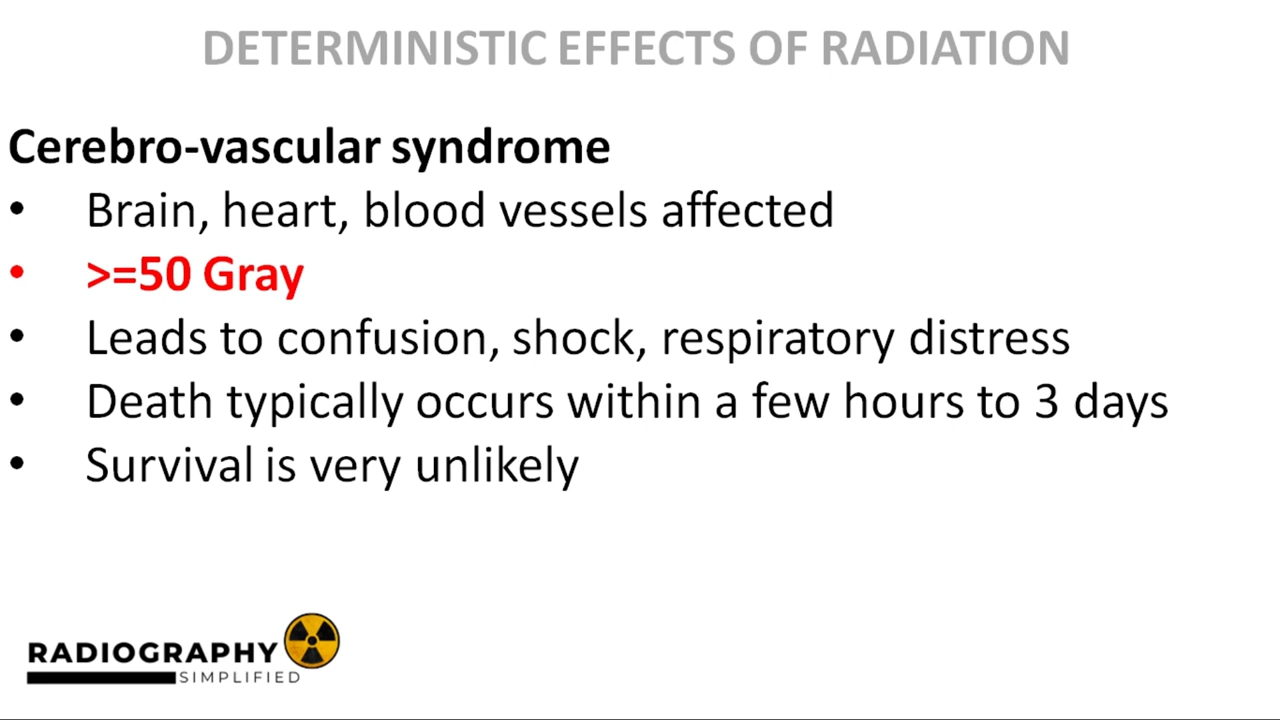 DETERMINISTIC EFFECTS OF RADIATION
Cerebro-vascular syndrome
• Brain, heart, blood vessels affected
• >=50 Gray
• Leads to confusion, shock, respiratory distress
• Death typically occurs within a few hours to 3 days
• Survival is very unlikely
RADIOGRAPHY
SIMPLIFIED